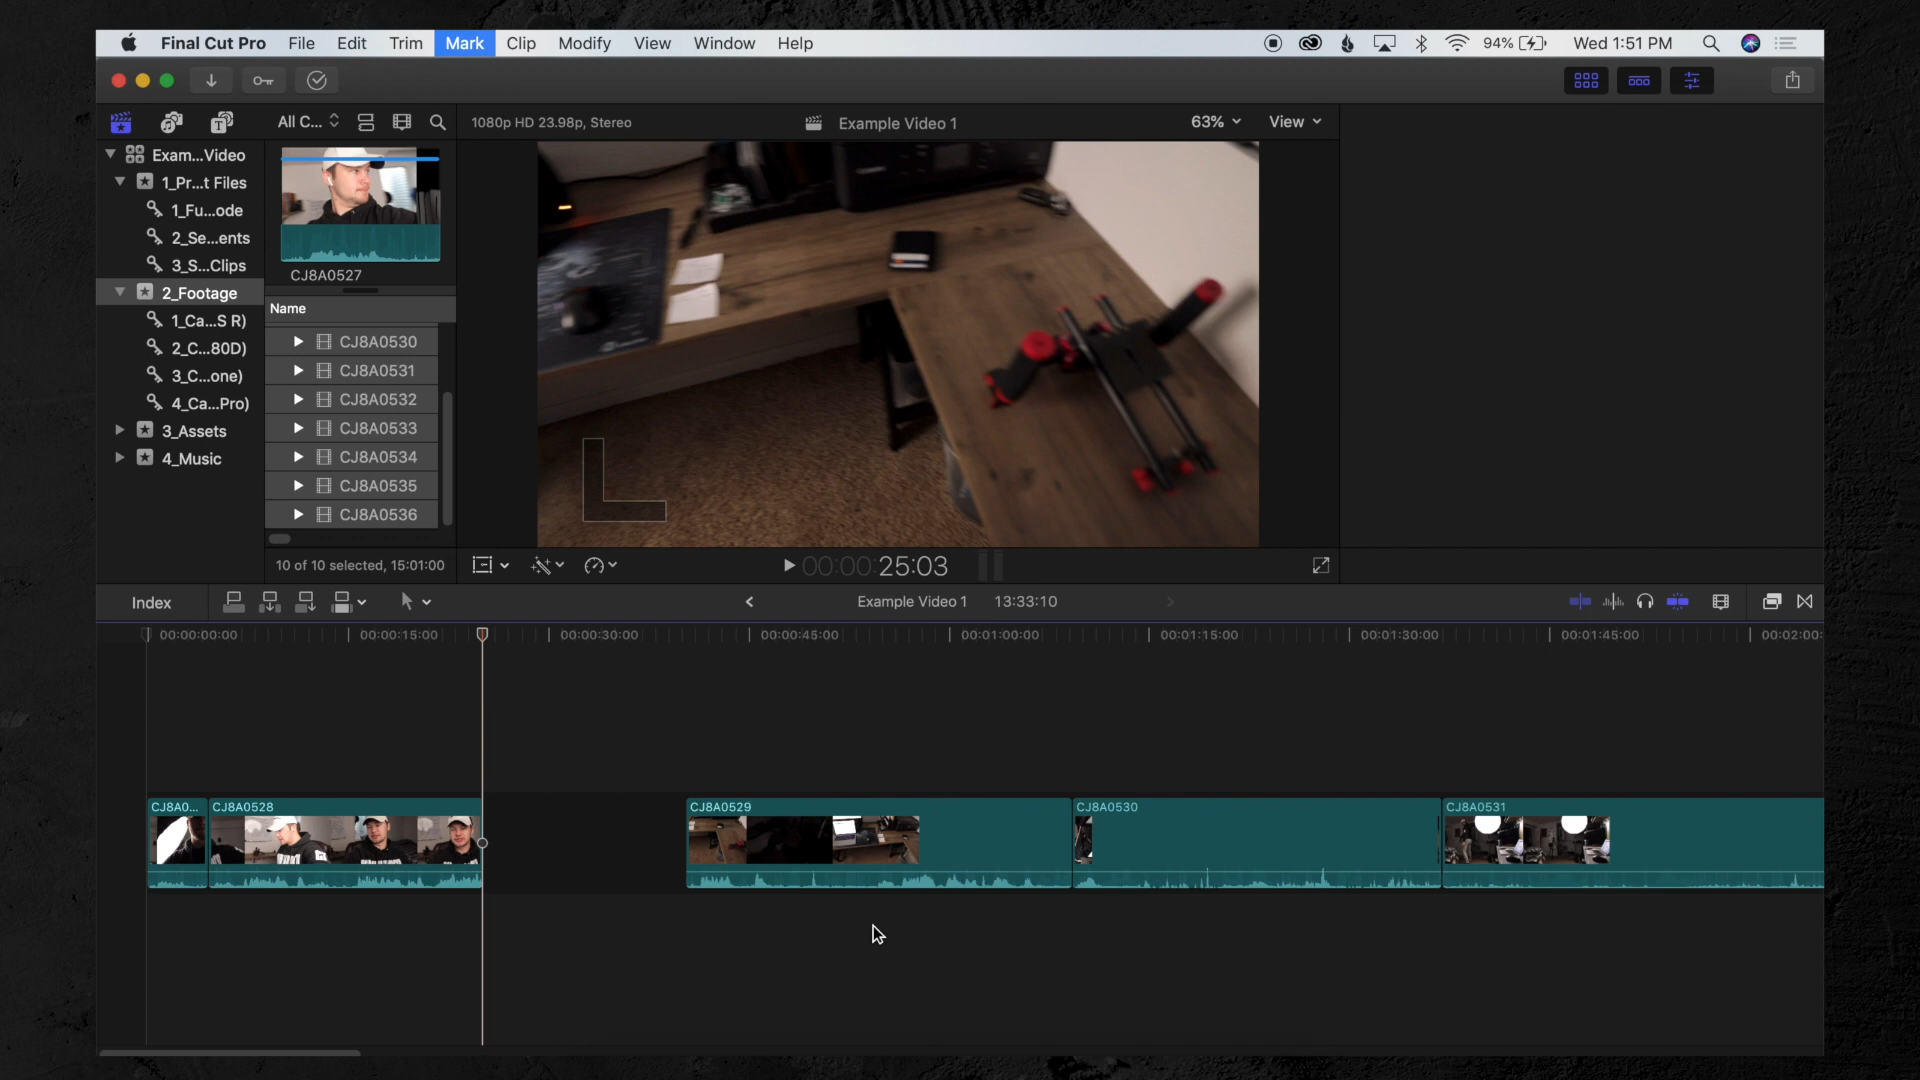 Final Cut Pro File Edit Trim Mark Clip Modify View Window Help 94% Wed 1:51 PM
All C... 1080p HD 23.98p, Stereo Example Video 1 63% View
Exam...Video
1_Pr...t Files
1_Fu...ode
2_Se...ents
3_S...Clips
2_Footage
1_Ca...S R)
2_C...80D)
3_C...one)
4_Ca...Pro)
3_Assets
4_Music
CJ8A0527
Name
CJ8A0530
CJ8A0531
CJ8A0532
CJ8A0533
CJ8A0534
CJ8A0535
CJ8A0536
10 of 10 selected, 15:01:00
00:00:25:03
Index Example Video 1 13:33:10
00:00:00:00 00:00:15:00 00:00:30:00 00:00:45:00 00:01:00:00 00:01:15:00 00:01:30:00 00:01:45:00 00:02:00:
CJ8A0... CJ8A0528 CJ8A0529 CJ8A0530 CJ8A0531